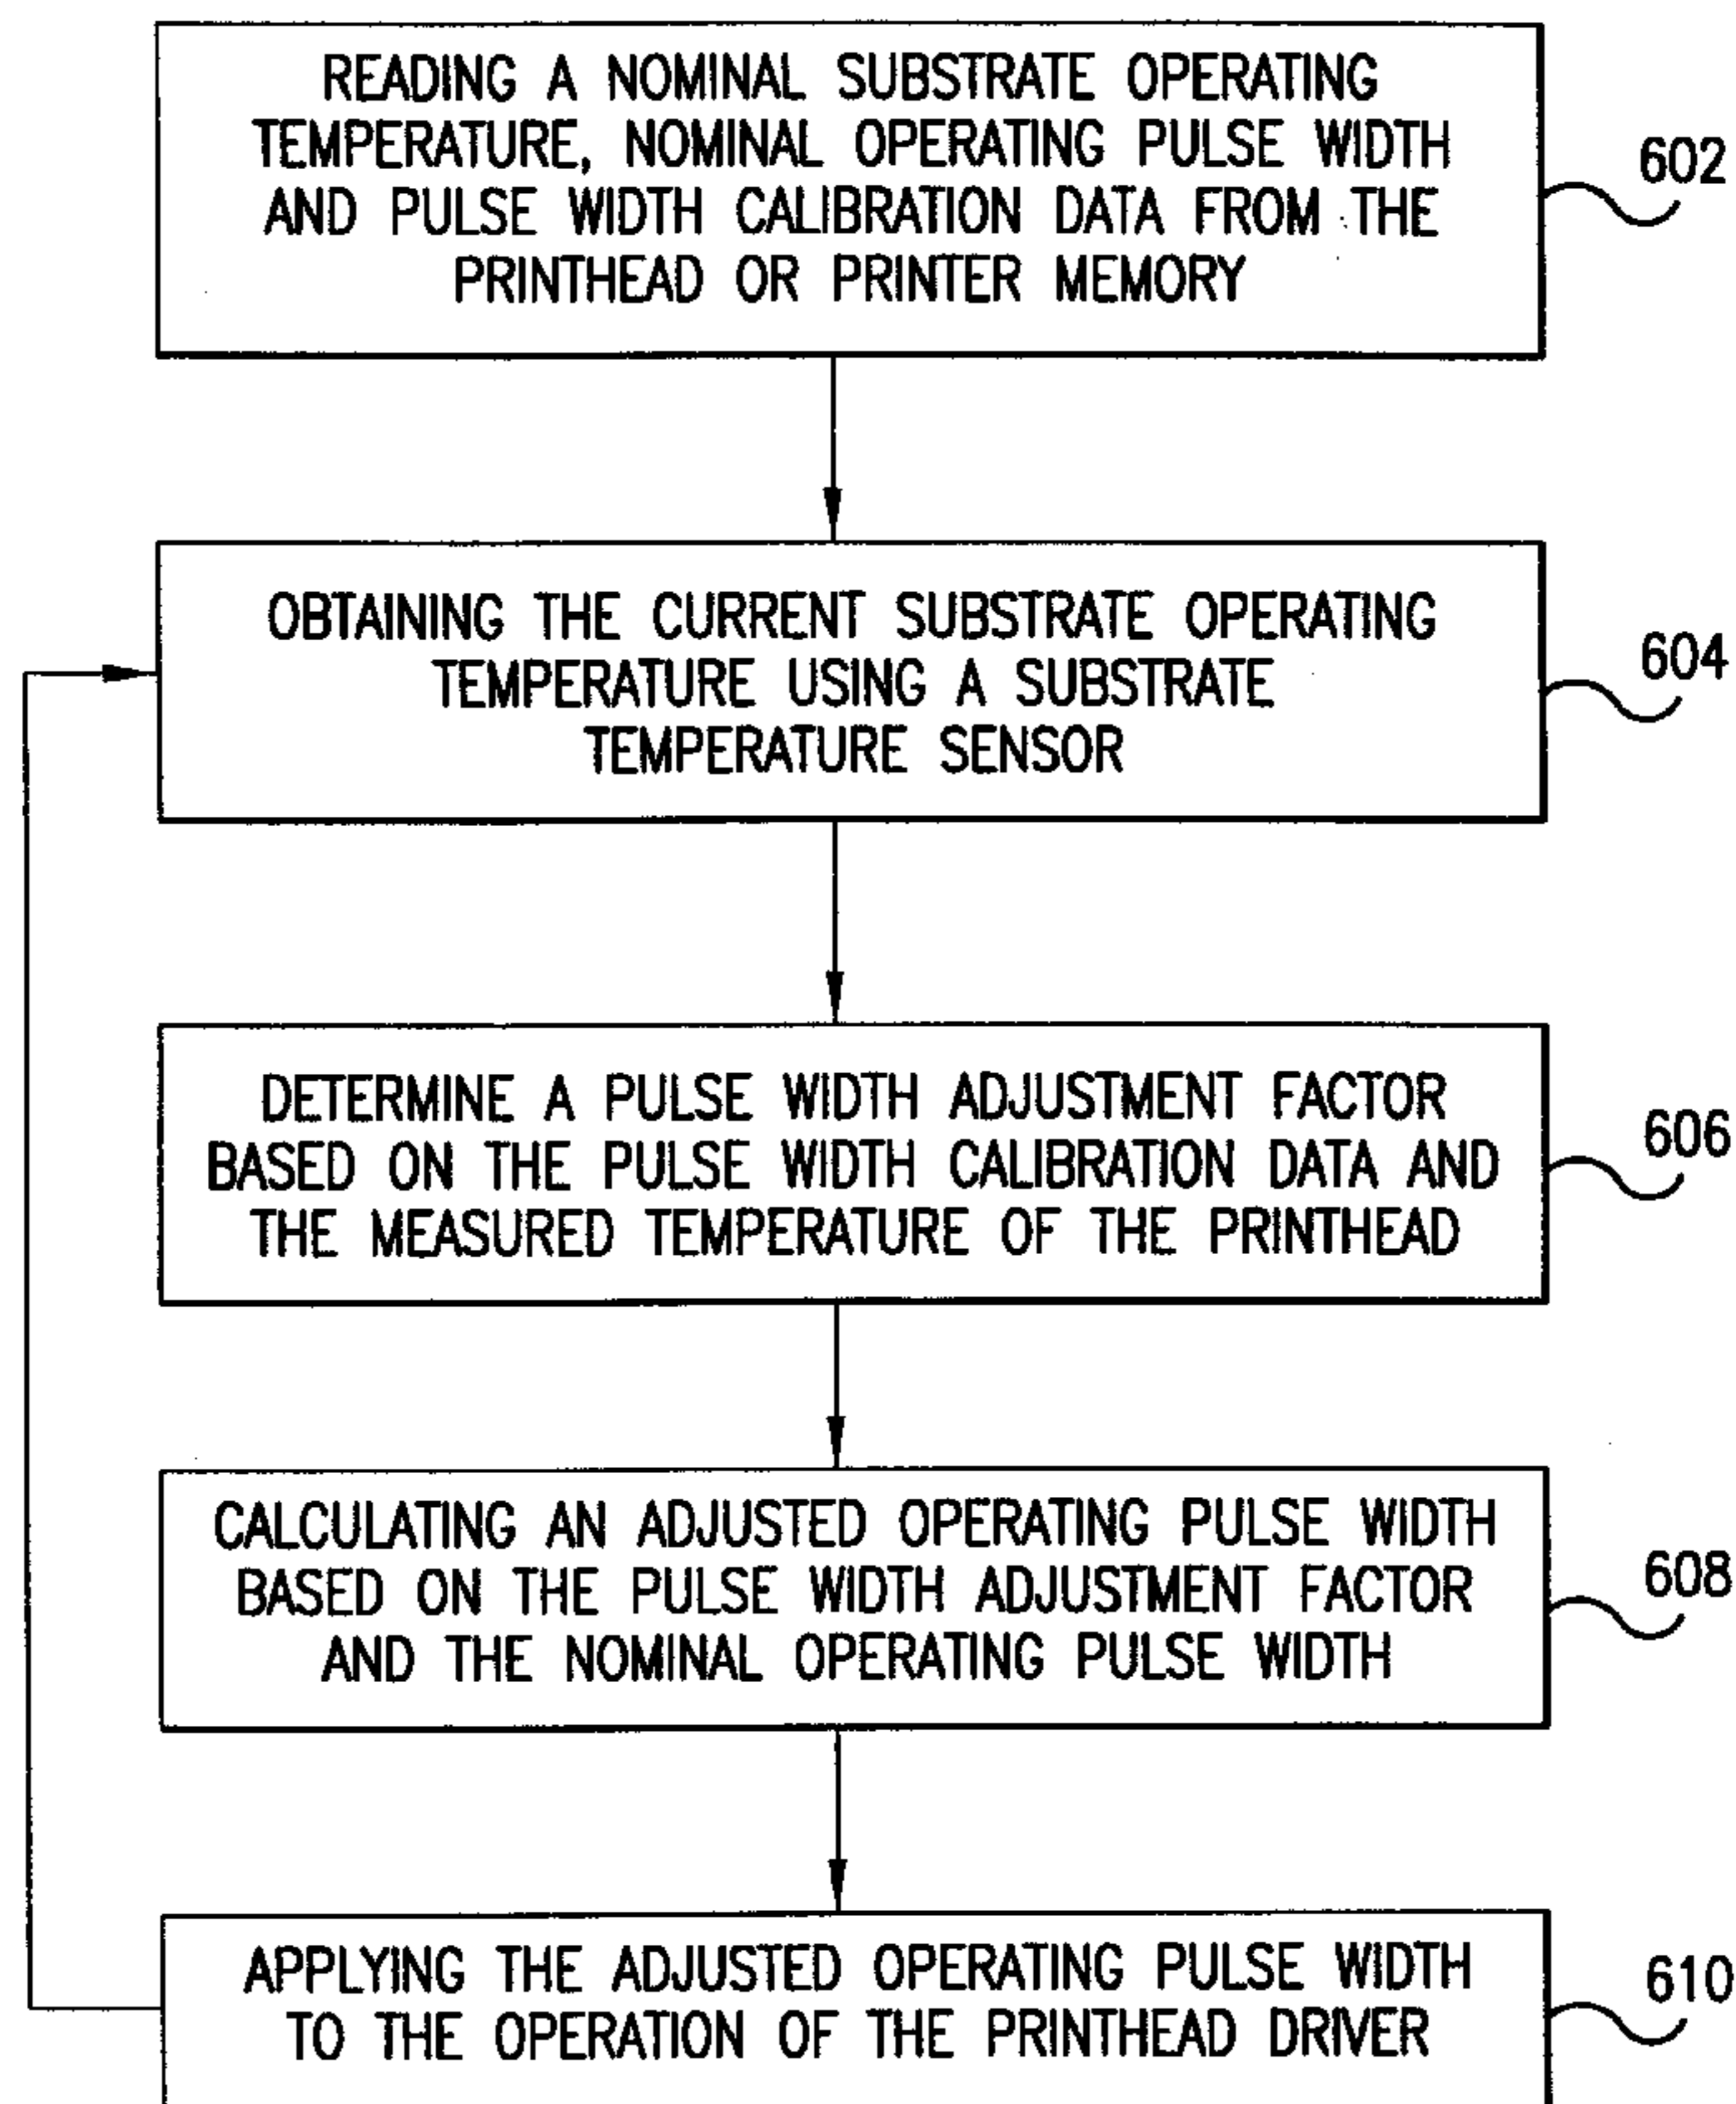 READING A NOMINAL SUBSTRATE OPERATING
TEMPERATURE, NOMINAL OPERATING PULSE WIDTH
AND PULSE WIDTH CALIBRATION DATA FROM THE
PRINTHEAD OR PRINTER MEMORY
602
OBTAINING THE CURRENT SUBSTRATE OPERATING
TEMPERATURE USING A SUBSTRATE
TEMPERATURE SENSOR
604
DETERMINE A PULSE WIDTH ADJUSTMENT FACTOR
BASED ON THE PULSE WIDTH CALIBRATION DATA AND
THE MEASURED TEMPERATURE OF THE PRINTHEAD
606
CALCULATING AN ADJUSTED OPERATING PULSE WIDTH
BASED ON THE PULSE WIDTH ADJUSTMENT FACTOR
AND THE NOMINAL OPERATING PULSE WIDTH
608
APPLYING THE ADJUSTED OPERATING PULSE WIDTH
TO THE OPERATION OF THE PRINTHEAD DRIVER
610